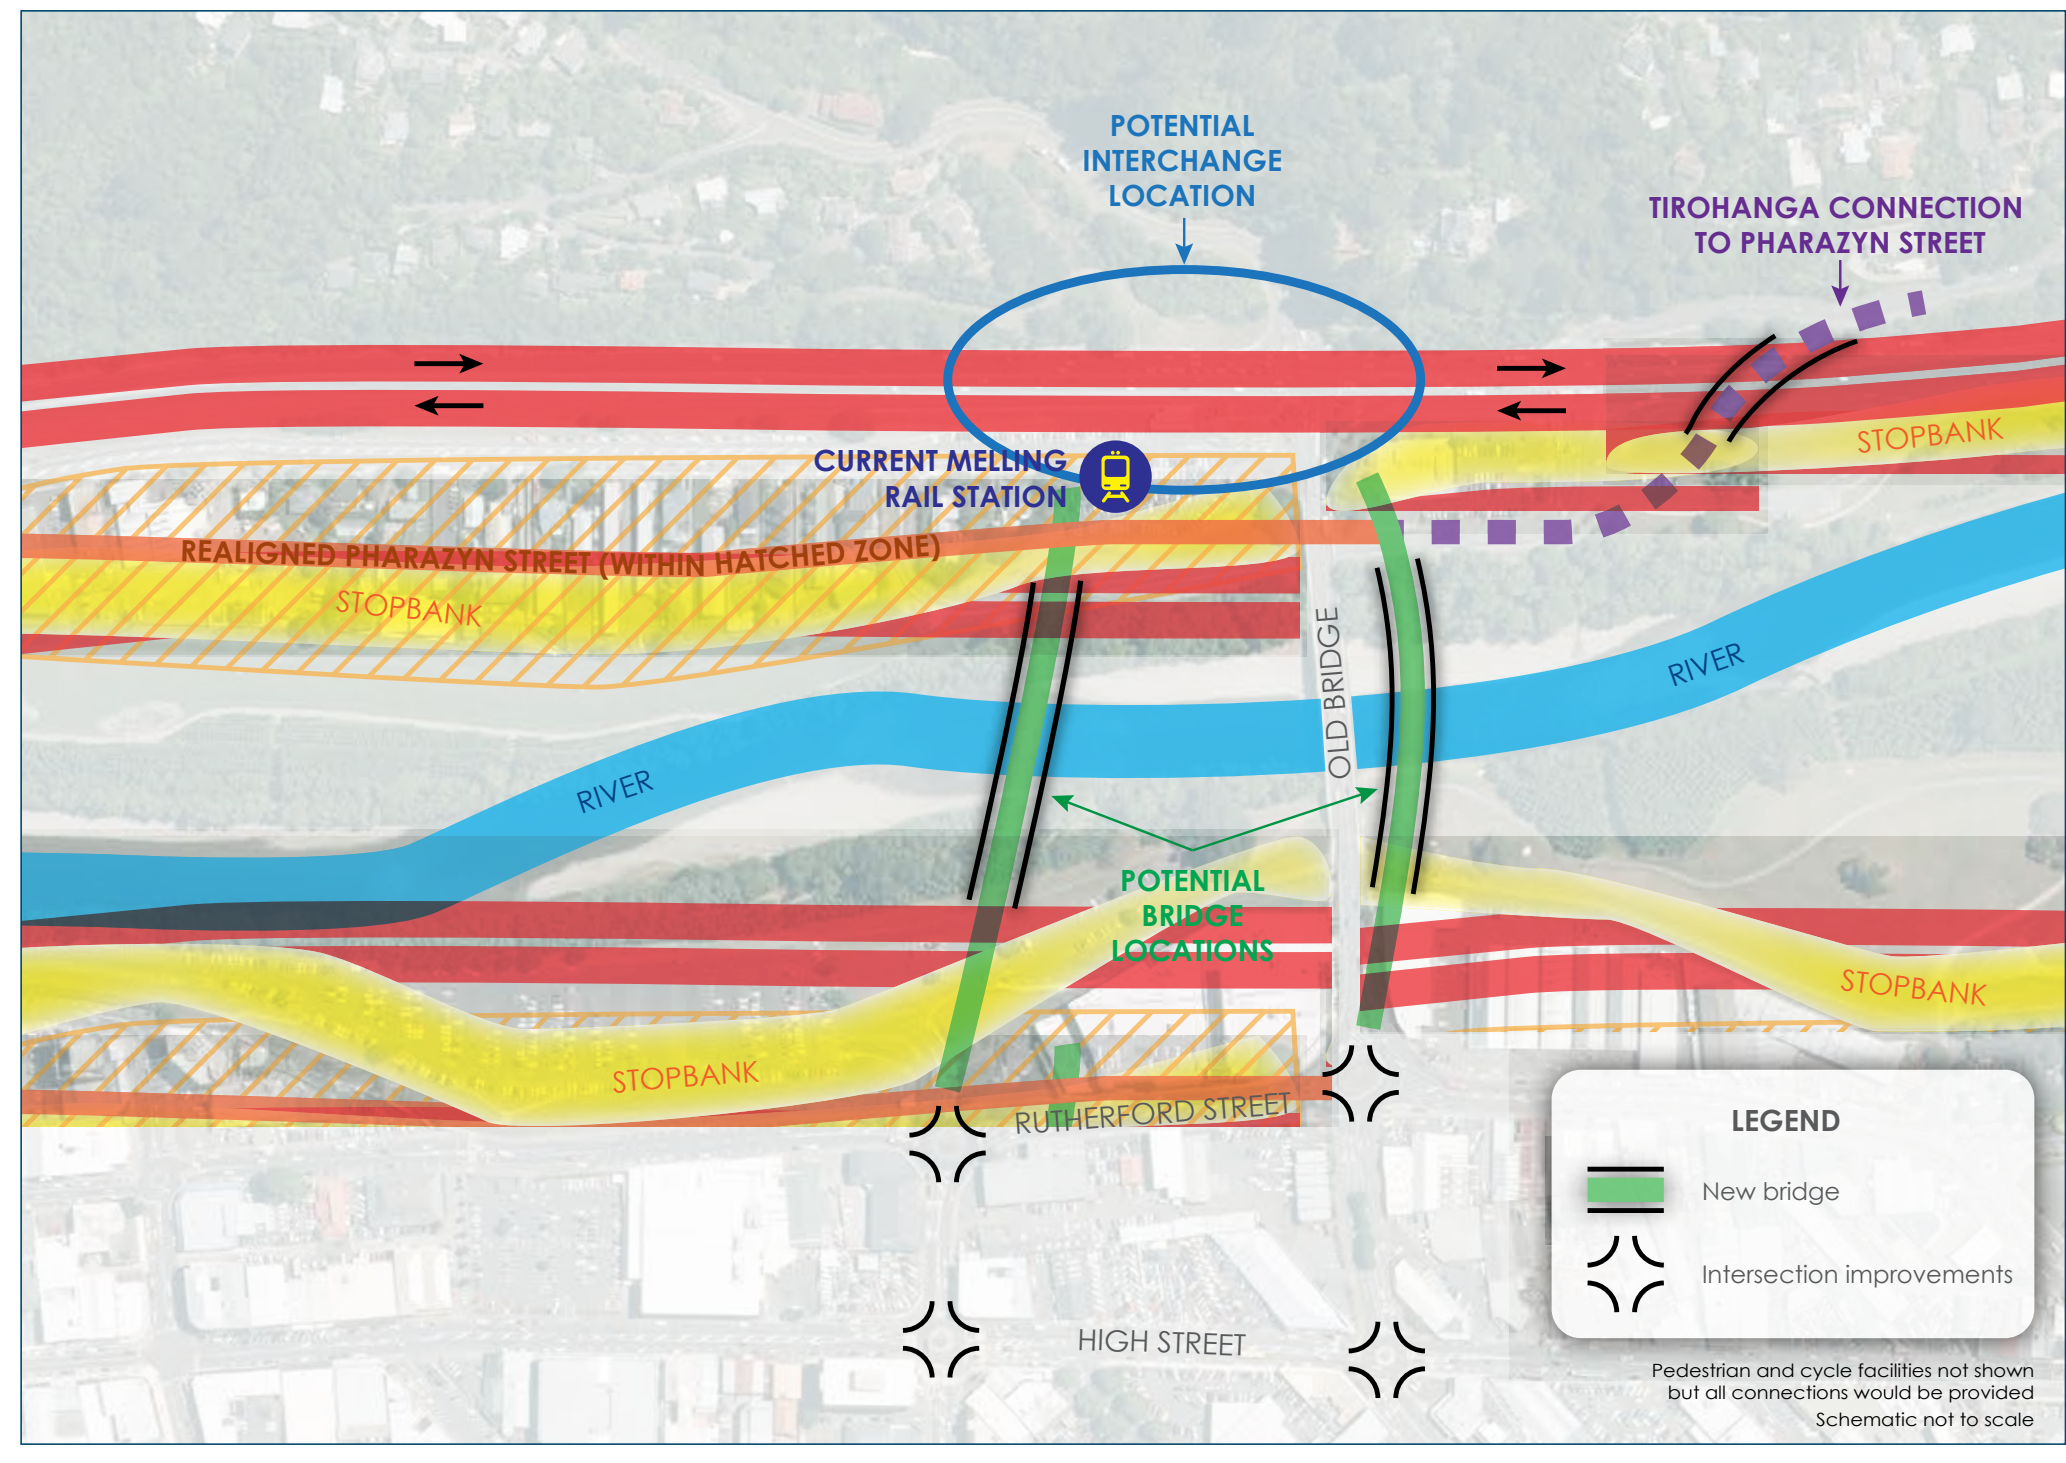 POTENTIAL
INTERCHANGE
LOCATION
TIROHANGA CONNECTION
TO PHARAZYN STREET
STOPBANK
CURRENT MELLING
RAIL STATION
REALIGNED PHARAZYN STREET (WITHIN HATCHED ZONE)
STOPBANK
OLD BRIDGE
RIVER
RIVER
POTENTIAL
BRIDGE
LOCATIONS
STOPBANK
STOPBANK
RUTHERFORD STREET
LEGEND
New bridge
Intersection improvements
HIGH STREET
Pedestrian and cycle facilities not shown
but all connections would be provided
Schematic not to scale